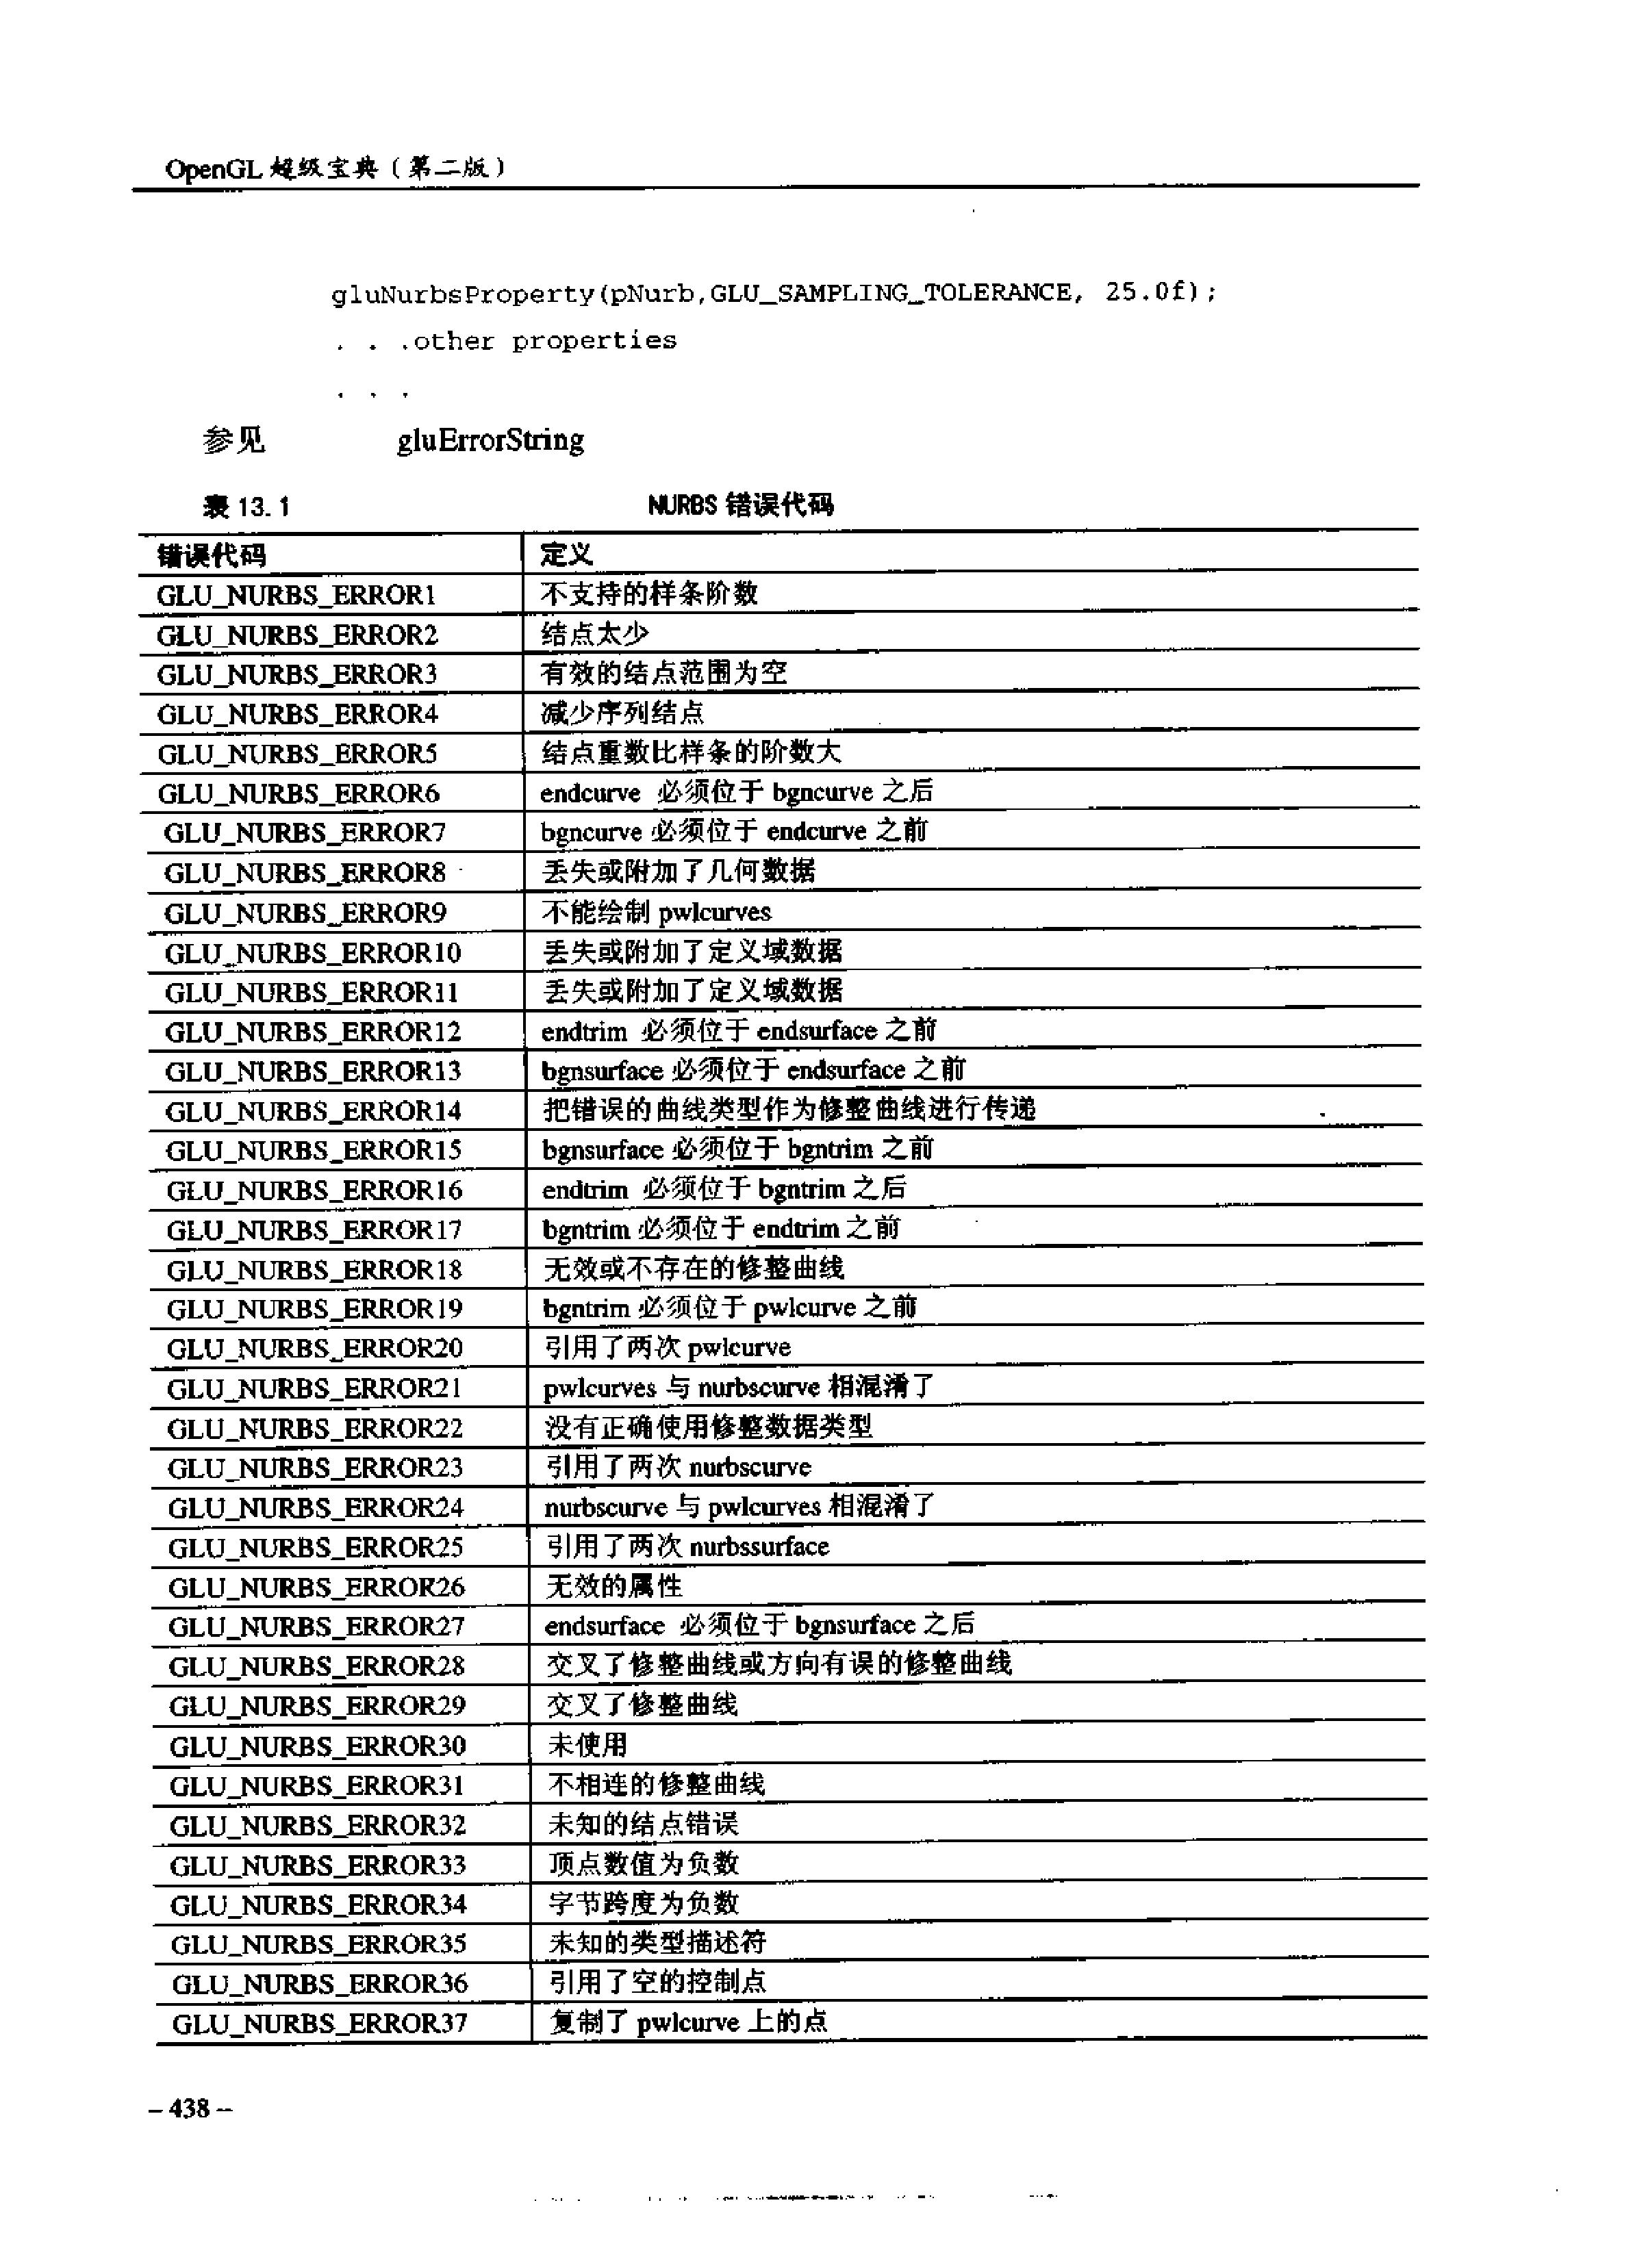 OpenGL 超级宝典（第二版）
gluNurbsProperty(pNurb,GLU_SAMPLING_TOLERANCE, 25.0f);
. . .other properties
. . .
参见 gluErrorString
表 13.1 NURBS 错误代码
错误代码 定义
GLU_NURBS_ERROR1 不支持的样条阶数
GLU_NURBS_ERROR2 结点太少
GLU_NURBS_ERROR3 有效的结点范围为空
GLU_NURBS_ERROR4 减少序列结点
GLU_NURBS_ERROR5 结点重数比样条的阶数大
GLU_NURBS_ERROR6 endcurve 必须位于 bgncurve 之后
GLU_NURBS_ERROR7 bgncurve 必须位于 endcurve 之前
GLU_NURBS_ERROR8 丢失或附加了几何数据
GLU_NURBS_ERROR9 不能绘制 pwlcurves
GLU_NURBS_ERROR10 丢失或附加了定义域数据
GLU_NURBS_ERROR11 丢失或附加了定义域数据
GLU_NURBS_ERROR12 endtrim 必须位于 endsurface 之前
GLU_NURBS_ERROR13 bgnsurface 必须位于 endsurface 之前
GLU_NURBS_ERROR14 把错误的曲线类型作为修整曲线进行传递
GLU_NURBS_ERROR15 bgnsurface 必须位于 bgntrim 之前
GLU_NURBS_ERROR16 endtrim 必须位于 bgntrim 之后
GLU_NURBS_ERROR17 bgntrim 必须位于 endtrim 之前
GLU_NURBS_ERROR18 无效或不存在的修整曲线
GLU_NURBS_ERROR19 bgntrim 必须位于 pwlcurve 之前
GLU_NURBS_ERROR20 引用了两次 pwlcurve
GLU_NURBS_ERROR21 pwlcurves 与 nurbscurve 相混淆了
GLU_NURBS_ERROR22 没有正确使用修整数据类型
GLU_NURBS_ERROR23 引用了两次 nurbscurve
GLU_NURBS_ERROR24 nurbscurve 与 pwlcurves 相混淆了
GLU_NURBS_ERROR25 引用了两次 nurbssurface
GLU_NURBS_ERROR26 无效的属性
GLU_NURBS_ERROR27 endsurface 必须位于 bgnsurface 之后
GLU_NURBS_ERROR28 交叉了修整曲线或方向有误的修整曲线
GLU_NURBS_ERROR29 交叉了修整曲线
GLU_NURBS_ERROR30 未使用
GLU_NURBS_ERROR31 不相连的修整曲线
GLU_NURBS_ERROR32 未知的结点错误
GLU_NURBS_ERROR33 顶点数值为负数
GLU_NURBS_ERROR34 字节跨度为负数
GLU_NURBS_ERROR35 未知的类型描述符
GLU_NURBS_ERROR36 引用了空的控制点
GLU_NURBS_ERROR37 复制了 pwlcurve 上的点
– 438 –